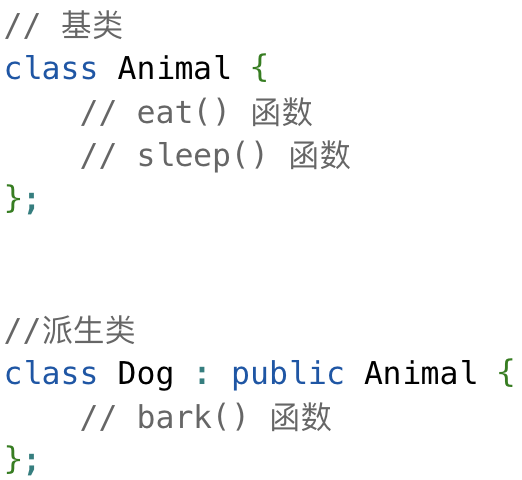 // 基类
class Animal {
    // eat() 函数
    // sleep() 函数
};
//派生类
class Dog : public Animal {
    // bark() 函数
};